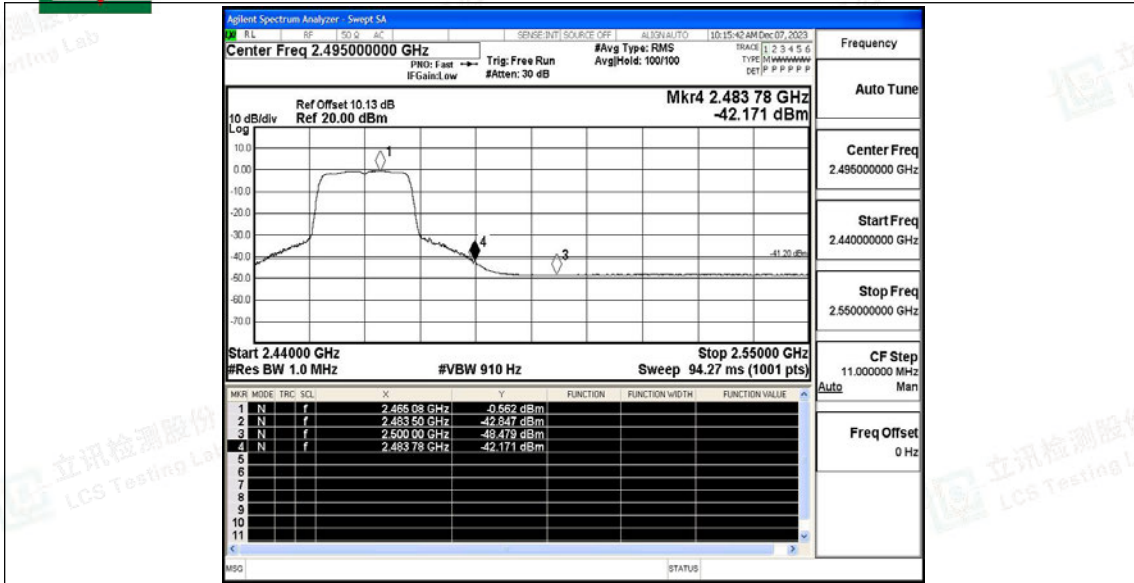 Agilent Spectrum Analyzer - Swept SA
RL RF 50 Ω AC SENSE:INT SOURCE OFF ALIGN AUTO 10:15:42 AM Dec 07, 2023
Center Freq 2.495000000 GHz
PNO: Fast
IFGain:Low
Trig: Free Run
#Atten: 30 dB
#Avg Type: RMS
Avg|Hold: 100/100
TRACE 1 2 3 4 5 6
TYPE M W W W W W
DET P P P P P P
Frequency
Auto Tune
Center Freq
2.495000000 GHz
Start Freq
2.440000000 GHz
Stop Freq
2.550000000 GHz
CF Step
11.000000 MHz
Auto Man
Freq Offset
0 Hz
Ref Offset 10.13 dB
10 dB/div Ref 20.00 dBm
Log
Mkr4 2.483 78 GHz
-42.171 dBm
10.0
0.00
-10.0
-20.0
-30.0
-40.0
-50.0
-60.0
-70.0
1
4
3
-41.20 dBm
Start 2.44000 GHz Stop 2.55000 GHz
#Res BW 1.0 MHz #VBW 910 Hz Sweep 94.27 ms (1001 pts)
MKR MODE TRC SCL X Y FUNCTION FUNCTION WIDTH FUNCTION VALUE
1 N f 2.465 08 GHz -0.562 dBm
2 N f 2.483 50 GHz -42.847 dBm
3 N f 2.500 00 GHz -48.479 dBm
4 N f 2.483 78 GHz -42.171 dBm
5
6
7
8
9
10
11
MSG STATUS
立讯检测股份
LCS Testing Lab
立讯检测股份
LCS Testing L